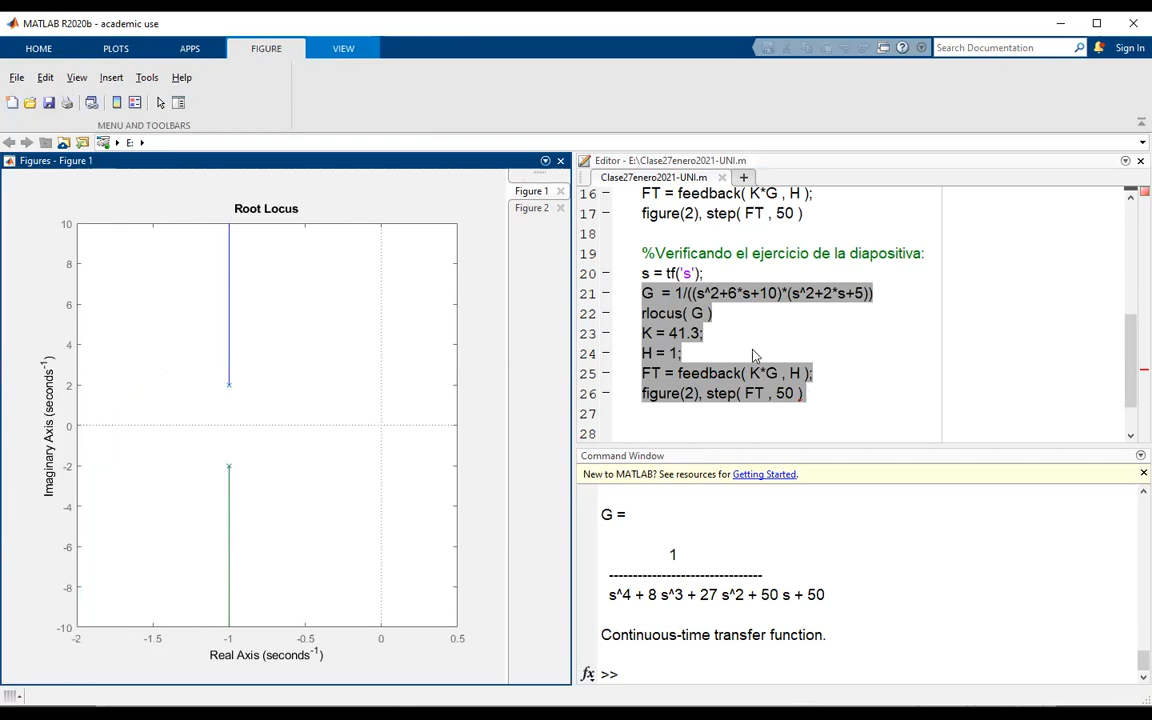 MATLAB R2020b - academic use
HOME PLOTS APPS FIGURE VIEW
Search Documentation
Sign In
File Edit View Insert Tools Help
MENU AND TOOLBARS
E:
Figures - Figure 1
Figure 1
Figure 2
Root Locus
10
8
6
4
2
0
-2
-4
-6
-8
-10
-2 -1.5 -1 -0.5 0 0.5
Imaginary Axis (seconds-1)
Real Axis (seconds-1)
Editor - E:\Clase27enero2021-UNI.m
Clase27enero2021-UNI.m
16 FT = feedback( K*G , H );
17 figure(2), step( FT , 50 )
18
19 %Verificando el ejercicio de la diapositiva:
20 s = tf('s');
21 G = 1/((s^2+6*s+10)*(s^2+2*s+5))
22 rlocus( G )
23 K = 41.3;
24 H = 1;
25 FT = feedback( K*G , H );
26 figure(2), step( FT , 50 )
27
28
Command Window
New to MATLAB? See resources for Getting Started.
G =
1
--------------------------------
s^4 + 8 s^3 + 27 s^2 + 50 s + 50
Continuous-time transfer function.
fx >>